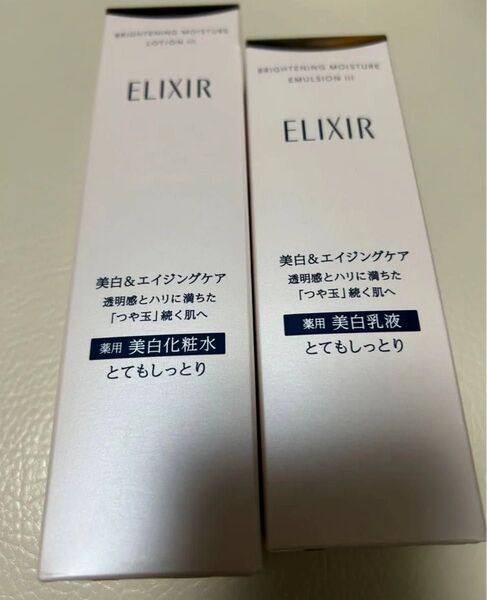 BRIGHTENING MOISTURE
LOTION III
ELIXIR
美白&エイジングケア
透明感とハリに満ちた
「つや玉」続く肌へ
薬用 美白化粧水
とてもしっとり
BRIGHTENING MOISTURE
EMULSION III
ELIXIR
美白&エイジングケア
透明感とハリに満ちた
「つや玉」続く肌へ
薬用 美白乳液
とてもしっとり